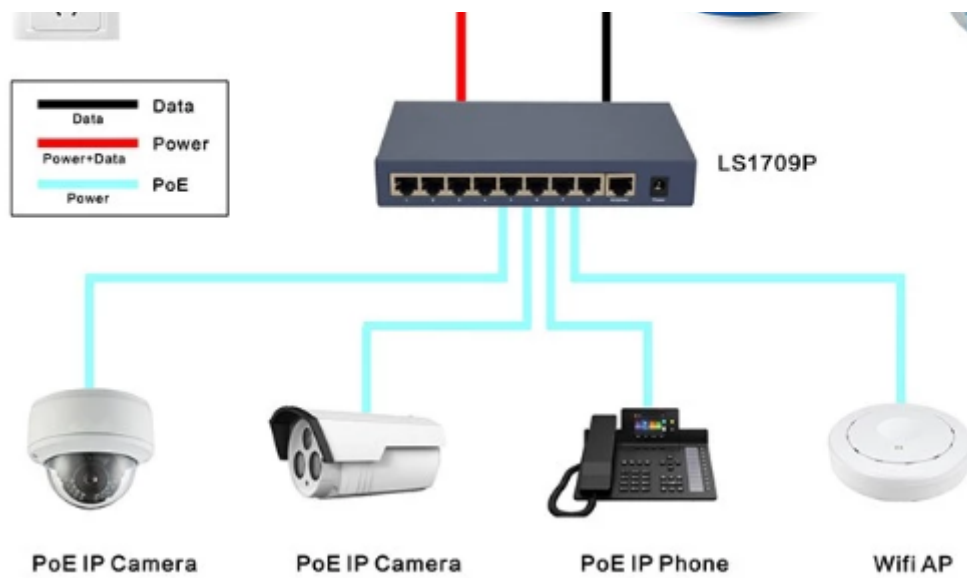 Data
Data
Power
Power+Data
PoE
Power
LS1709P
PoE IP Camera
PoE IP Camera
PoE IP Phone
Wifi AP